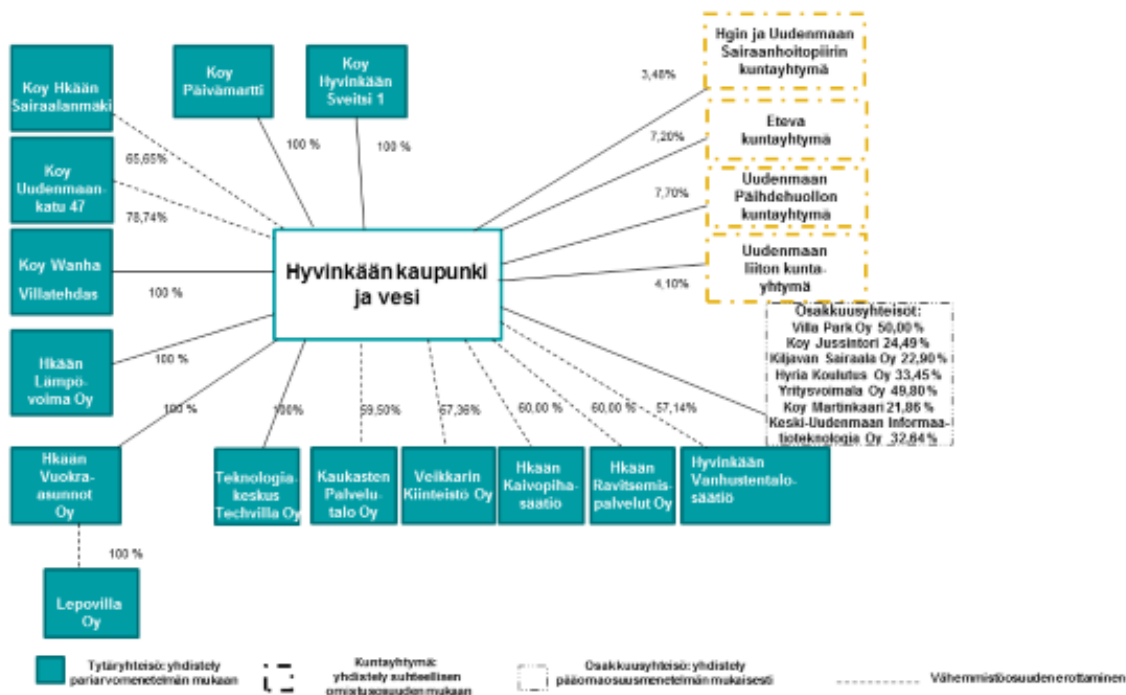 Koy Hkään
Sairaalanmäki
Koy
Päivämartti
Koy
Hyvinkään
Sveitsi 1
Hgin ja Uudenmaan
Sairaanhoitopiirin
kuntayhtymä
3,48%
100 %
100 %
65,65%
Eteva
kuntayhtymä
7,20%
Koy
Uudenmaan-
katu 47
78,74%
Uudenmaan
Päihdehuollon
kuntayhtymä
7,70%
Koy Wanha
Villatehdas
100 %
Hyvinkään kaupunki
ja vesi
Uudenmaan
liiton kunta-
yhtymä
4,10%
Osakkuusyhteisöt:
Villa Park Oy 50,00 %
Koy Jussintori 24,49 %
Kiljavan Sairaala Oy 22,90 %
Hyria Koulutus Oy 33,45 %
Yritysvoimala Oy 49,80 %
Koy Martinkaari 21,86 %
Keski-Uudenmaan Informaa-
tioteknologia Oy 32,64%
Hkään
Lämpö-
voima Oy
100 %
100 %
100%
59,50%
67,36%
60,00 %
60,00 %
57,14%
Hkään
Vuokra-
asunnot
Oy
Teknologia-
keskus
Techvilla Oy
Kaukasten
Palvelu-
talo Oy
Veikkarin
Kiinteistö Oy
Hkään
Kaivopiha-
säätiö
Hkään
Ravitsemis-
palvelut Oy
Hyvinkään
Vanhustentalo-
säätiö
100 %
Lepovilla
Oy
Tytäryhteisö: yhdistely
pariarvomenetelmän mukaan
Kuntayhtymä:
yhdistely suhteellisen
omistusosuuden mukaan
Osakkuusyhteisö: yhdistely
pääomaosuusmenetelmän mukaisesti
Vähemmistöosuuden erottaminen